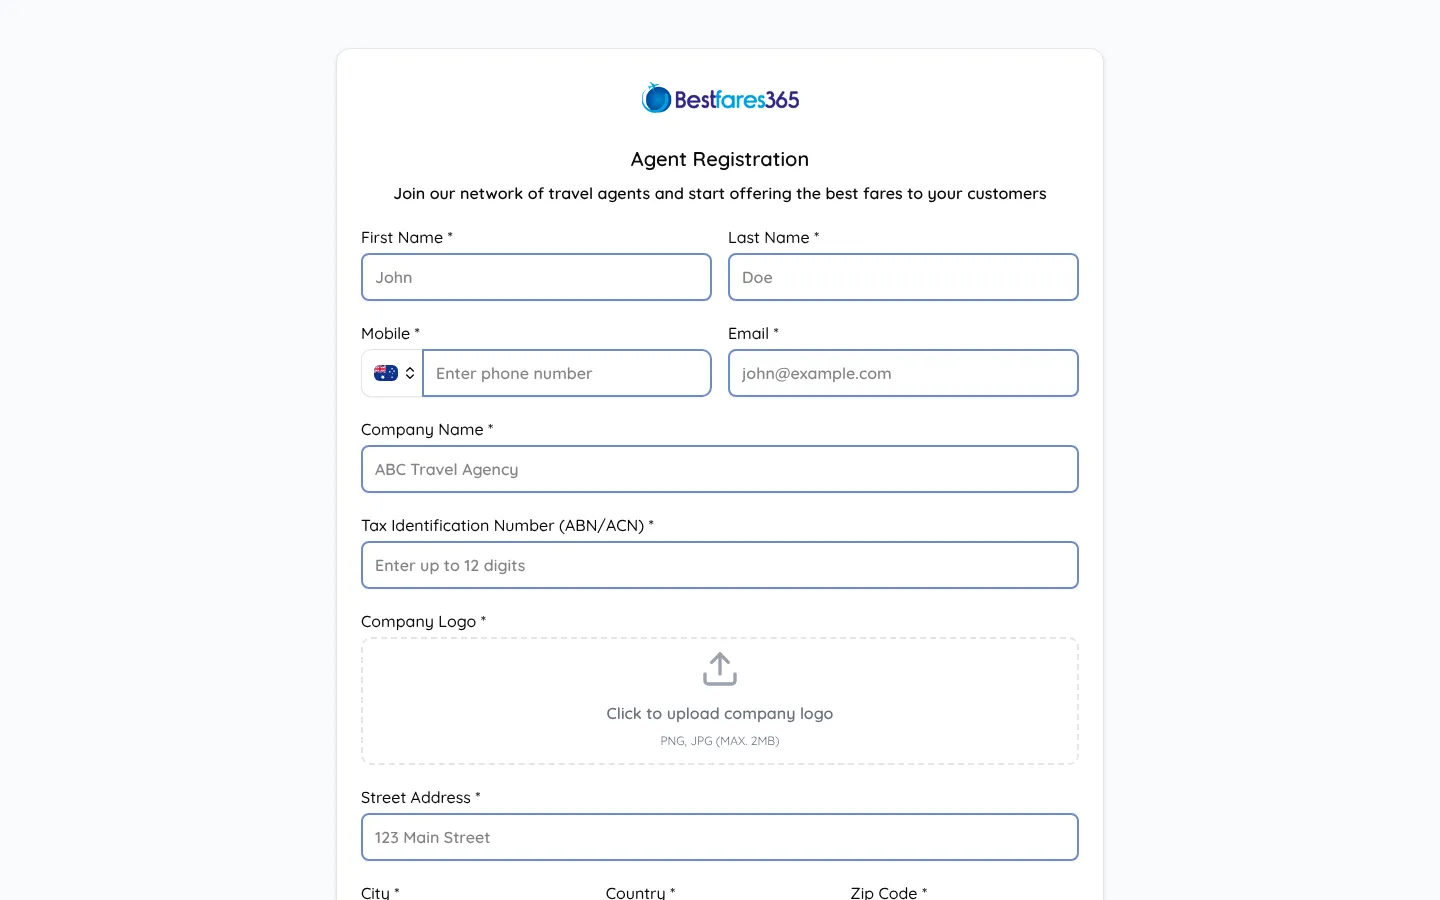 Bestfares365
Agent Registration
Join our network of travel agents and start offering the best fares to your customers
First Name *
Last Name *
John
Doe
Mobile *
Email *
Enter phone number
john@example.com
Company Name *
ABC Travel Agency
Tax Identification Number (ABN/ACN) *
Enter up to 12 digits
Company Logo *
Click to upload company logo
PNG, JPG (MAX. 2MB)
Street Address *
123 Main Street
City *
Country *
Zip Code *